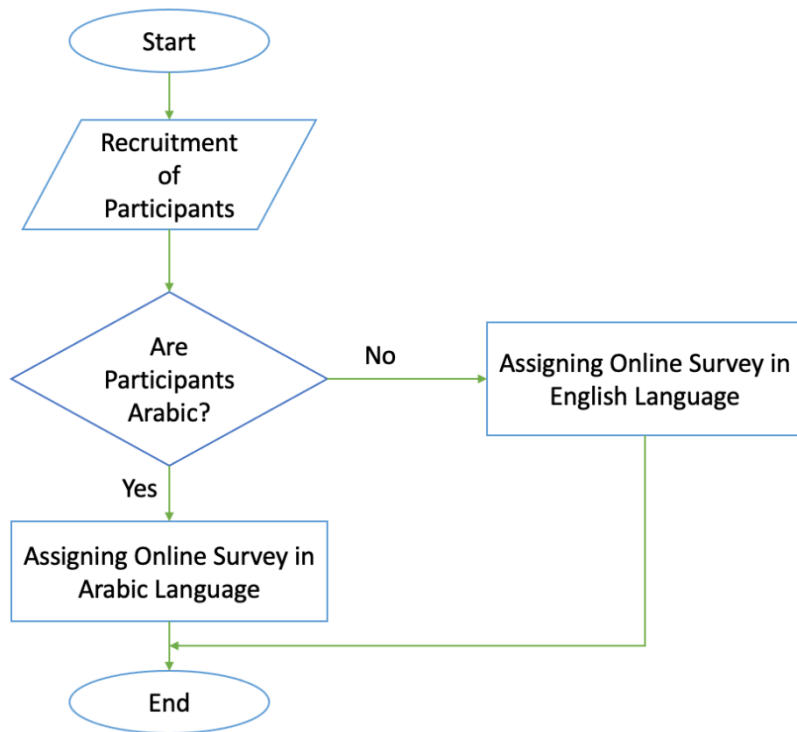 Start
Recruitment
of
Participants
Are
Participants
Arabic?
No
Assigning Online Survey in
English Language
Yes
Assigning Online Survey in
Arabic Language
End